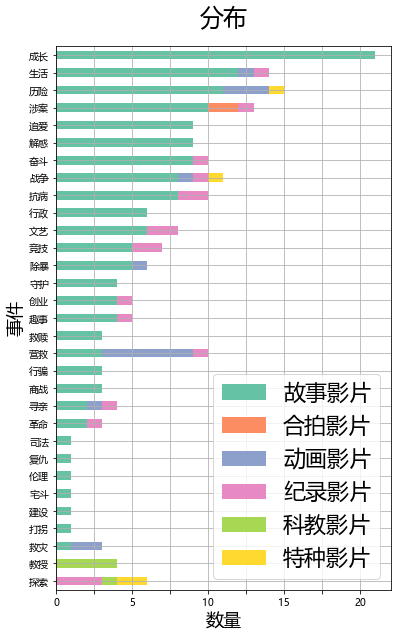 分布
事件
成长
生活
历险
涉案
追爱
解惑
奋斗
战争
抗病
行政
文艺
竞技
除暴
守护
创业
趣事
救赎
营救
行骗
商战
寻亲
革命
司法
复仇
伦理
宅斗
建设
打拐
救灾
教授
探索
0 5 10 15 20
数量
故事影片
合拍影片
动画影片
纪录影片
科教影片
特种影片